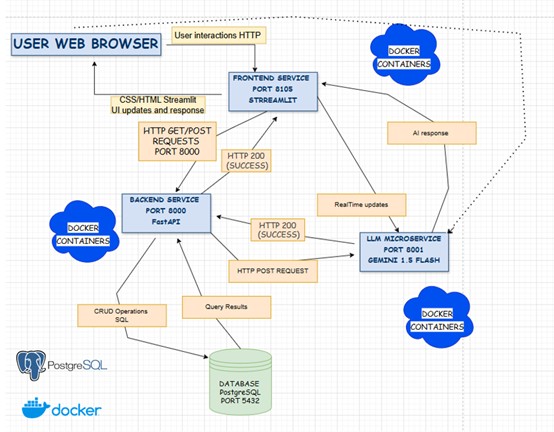 USER WEB BROWSER
User interactions HTTP
DOCKER
CONTAINERS
FRONTEND SERVICE
PORT 8105
STRREAMLIT
CSS/HTML Streamlit
UI updates and response
HTTP GET/POST
REQUESTS
PORT 8000
AI response
HTTP 200
(SUCCESS)
BACKEND SERVICE
PORT 8000
FastAPI
RealTime updates
DOCKER
CONTAINERS
HTTP 200
(SUCCESS)
LLM MICROSERVICE
PORT 8001
GEMINI 1.5 FLASH
HTTP POST REQUEST
CRUD Operations
SQL
Query Results
DOCKER
CONTAINERS
PostgreSQL
DATABASE
PostgreSQL
PORT 5432
docker